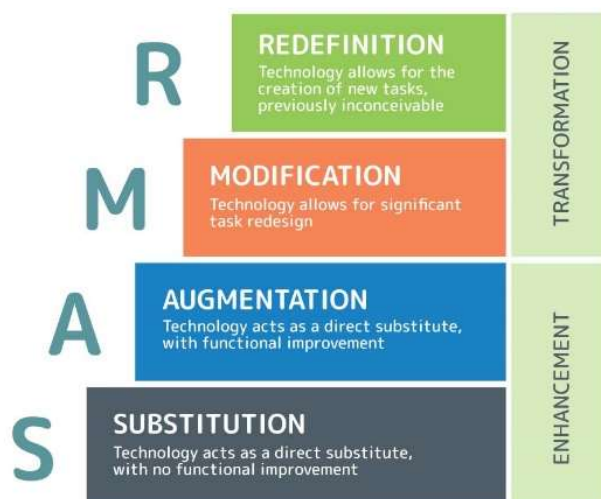 R
REDEFINITION
Technology allows for the
creation of new tasks,
previously inconceivable
M
MODIFICATION
Technology allows for significant
task redesign
TRANSFORMATION
A
AUGMENTATION
Technology acts as a direct substitute,
with functional improvement
S
SUBSTITUTION
Technology acts as a direct substitute,
with no functional improvement
ENHANCEMENT